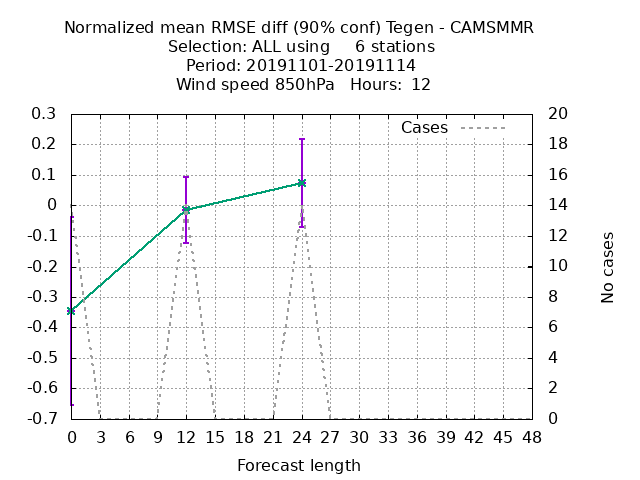 Normalized mean RMSE diff (90% conf) Tegen - CAMSMMR
Selection: ALL using 6 stations
Period: 20191101-20191114
Wind speed 850hPa Hours: 12
Cases
0.3
0.2
0.1
0
-0.1
-0.2
-0.3
-0.4
-0.5
-0.6
-0.7
20
18
16
14
12
10
8
6
4
2
0
No cases
0 3 6 9 12 15 18 21 24 27 30 33 36 39 42 45 48
Forecast length